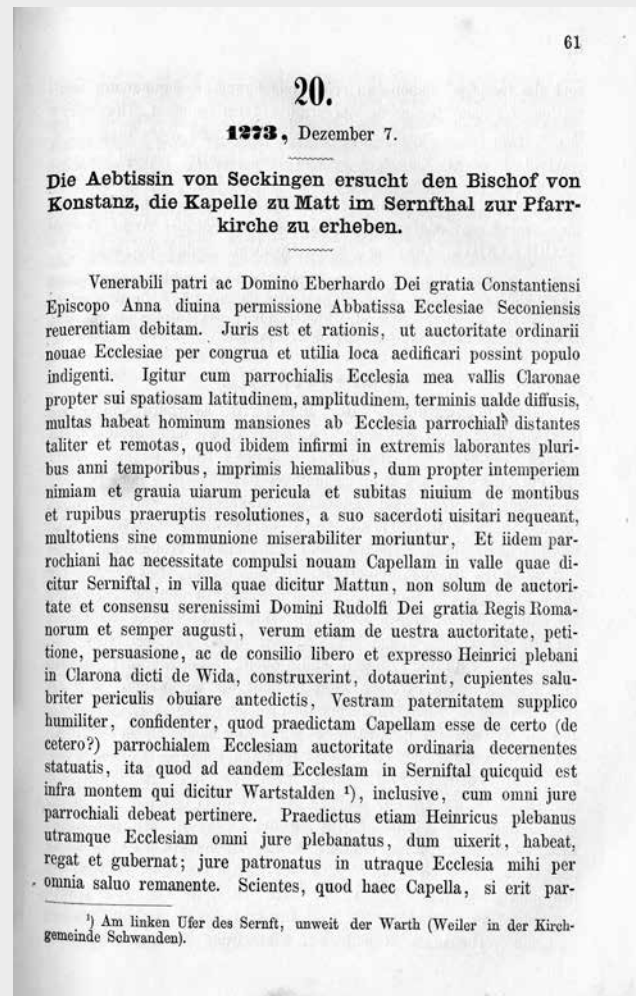 61
20.
1273, Dezember 7.
Die Aebtissin von Seckingen ersucht den Bischof von
Konstanz, die Kapelle zu Matt im Sernfthal zur Pfarr-
kirche zu erheben.
Venerabili patri ac Domino Eberhardo Dei gratia Constantiensi
Episcopo Anna diuina permissione Abbatissa Ecclesiae Seconiensis
reuerentiam debitam. Juris est et rationis, ut auctoritate ordinarii
nouae Ecclesiae per congrua et utilia loca aedificari possint populo
indigenti. Igitur cum parrochialis Ecclesia mea vallis Claronae
propter sui spatiosam latitudinem, amplitudinem, terminis ualde diffusis,
multas habeat hominum mansiones ab Ecclesia parrochiali distantes
taliter et remotas, quod ibidem infirmi in extremis laborantes pluri-
bus anni temporibus, imprimis hiemalibus, dum propter intemperiem
nimiam et grauia uiarum pericula et subitas niuium de montibus
et rupibus praeruptis resolutiones, a suo sacerdoti uisitari nequeant,
multotiens sine communione miserabiliter moriuntur, Et iidem par-
rochiani hac necessitate compulsi nouam Capellam in valle quae di-
citur Serniftal, in villa quae dicitur Mattun, non solum de auctori-
tate et consensu serenissimi Domini Rudolfi Dei gratia Regis Roma-
norum et semper augusti, verum etiam de uestra auctoritate, peti-
tione, persuasione, ac de consilio libero et expresso Heinrici plebani
in Clarona dicti de Wida, construxerint, dotauerint, cupientes salu-
briter periculis obuiare antedictis, Vestram paternitatem supplico
humiliter, confidenter, quod praedictam Capellam esse de certo (de
cetero?) parrochialem Ecclesiam auctoritate ordinaria decernentes
statuatis, ita quod ad eandem Ecclesiam in Serniftal quicquid est
infra montem qui dicitur Wartstalden ¹), inclusive, cum omni jure
parrochiali debeat pertinere. Praedictus etiam Heinricus plebanus
utramque Ecclesiam omni jure plebanatus, dum uixerit, habeat,
regat et gubernat; jure patronatus in utraque Ecclesia mihi per
omnia saluo remanente. Scientes, quod haec Capella, si erit par-
¹) Am linken Ufer des Sernft, unweit der Warth (Weiler in der Kirch-
gemeinde Schwanden).